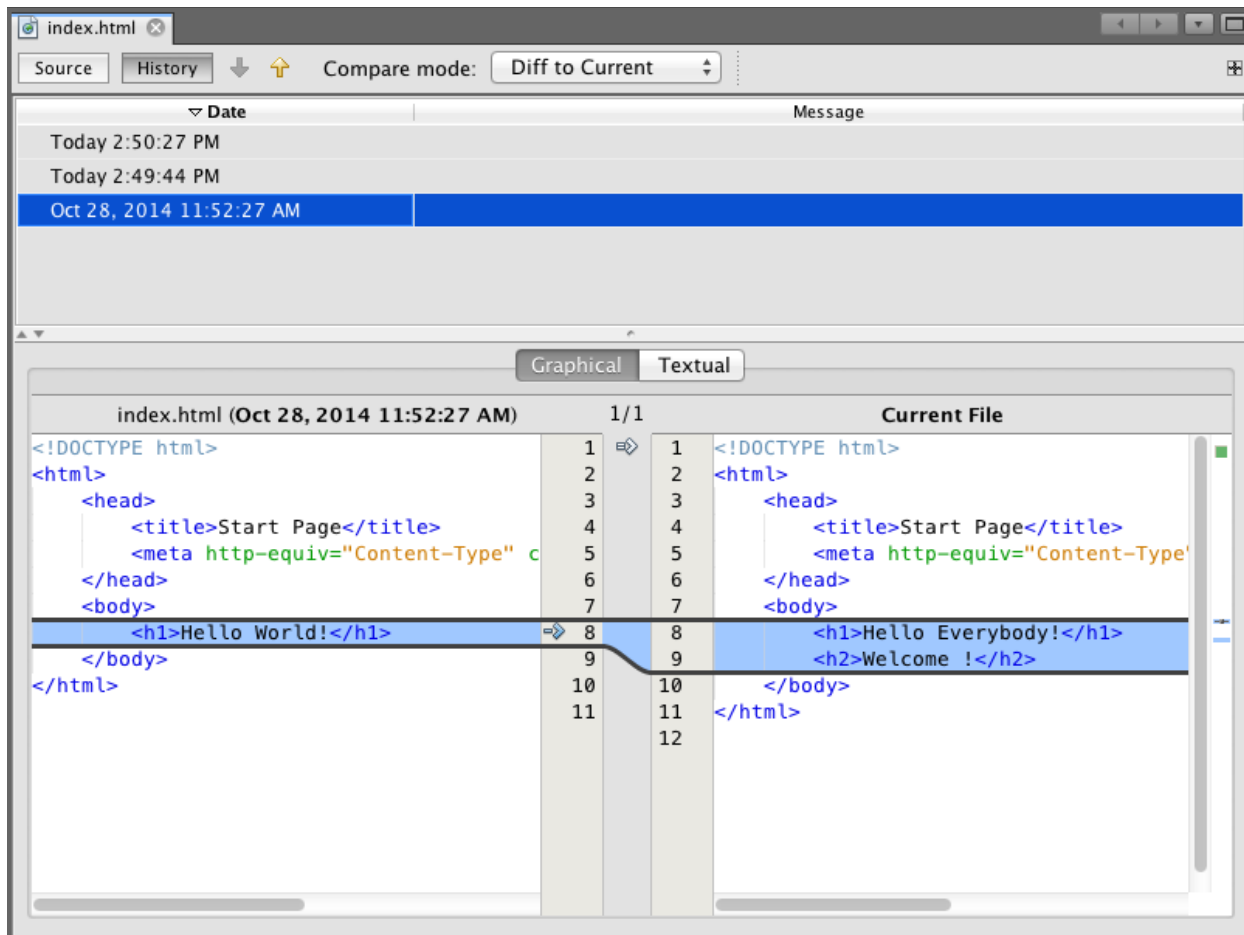 index.html
Source History Compare mode: Diff to Current
Date Message
Today 2:50:27 PM
Today 2:49:44 PM
Oct 28, 2014 11:52:27 AM
Graphical Textual
index.html (Oct 28, 2014 11:52:27 AM) 1/1 Current File
<!DOCTYPE html> 1 1 <!DOCTYPE html>
<html> 2 2 <html>
<head> 3 3 <head>
<title>Start Page</title> 4 4 <title>Start Page</title>
<meta http-equiv="Content-Type" c 5 5 <meta http-equiv="Content-Type"
</head> 6 6 </head>
<body> 7 7 <body>
<h1>Hello World!</h1> 8 8 <h1>Hello Everybody!</h1>
</body> 9 9 <h2>Welcome !</h2>
</html> 10 10 </body>
11 11 </html>
12